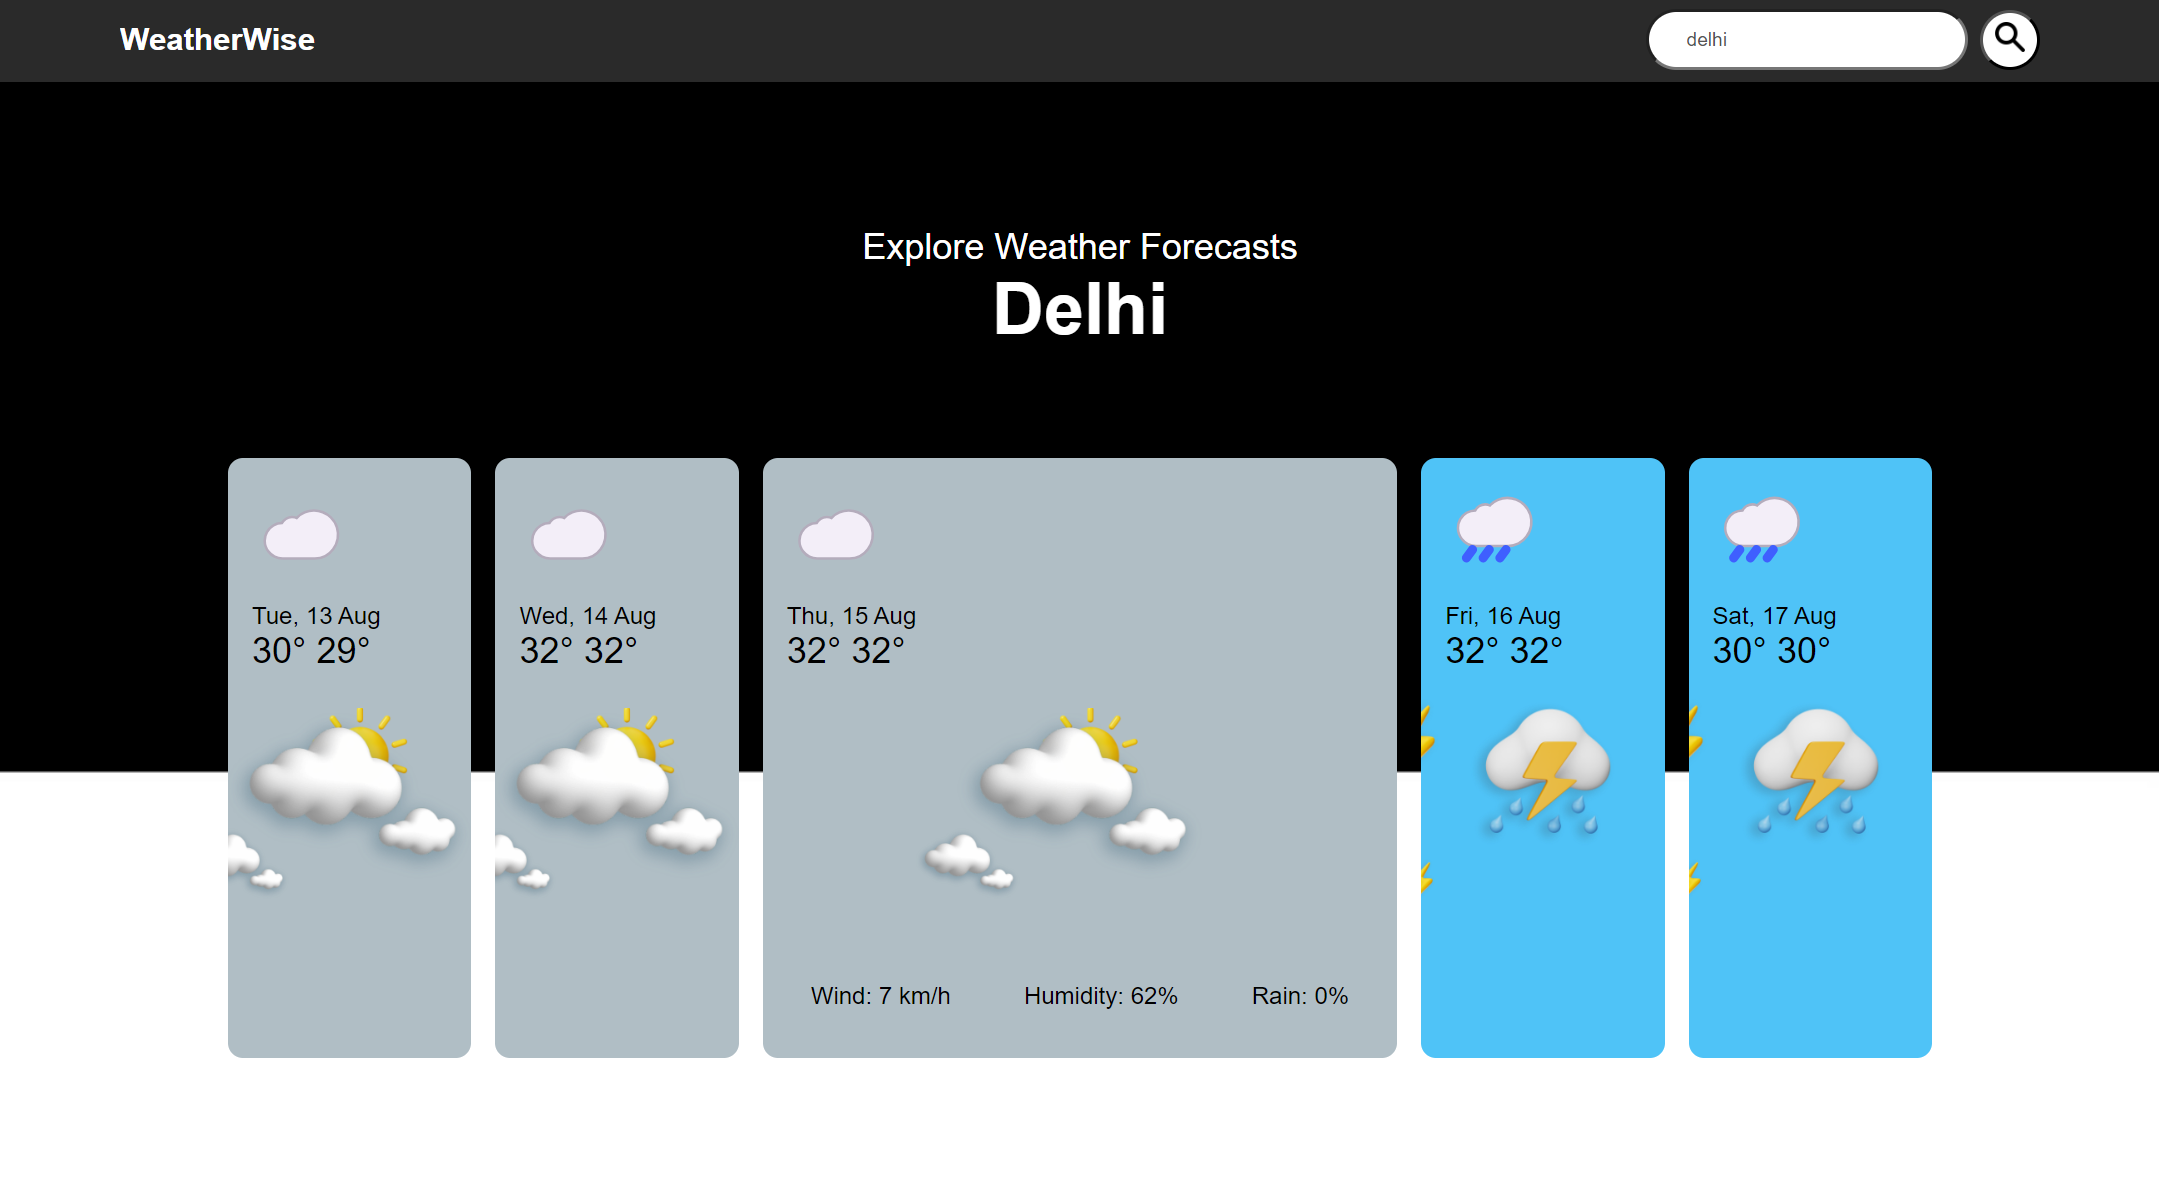 WeatherWise
delhi
Explore Weather Forecasts
Delhi
Tue, 13 Aug
30° 29°
Wed, 14 Aug
32° 32°
Thu, 15 Aug
32° 32°
Wind: 7 km/h
Humidity: 62%
Rain: 0%
Fri, 16 Aug
32° 32°
Sat, 17 Aug
30° 30°